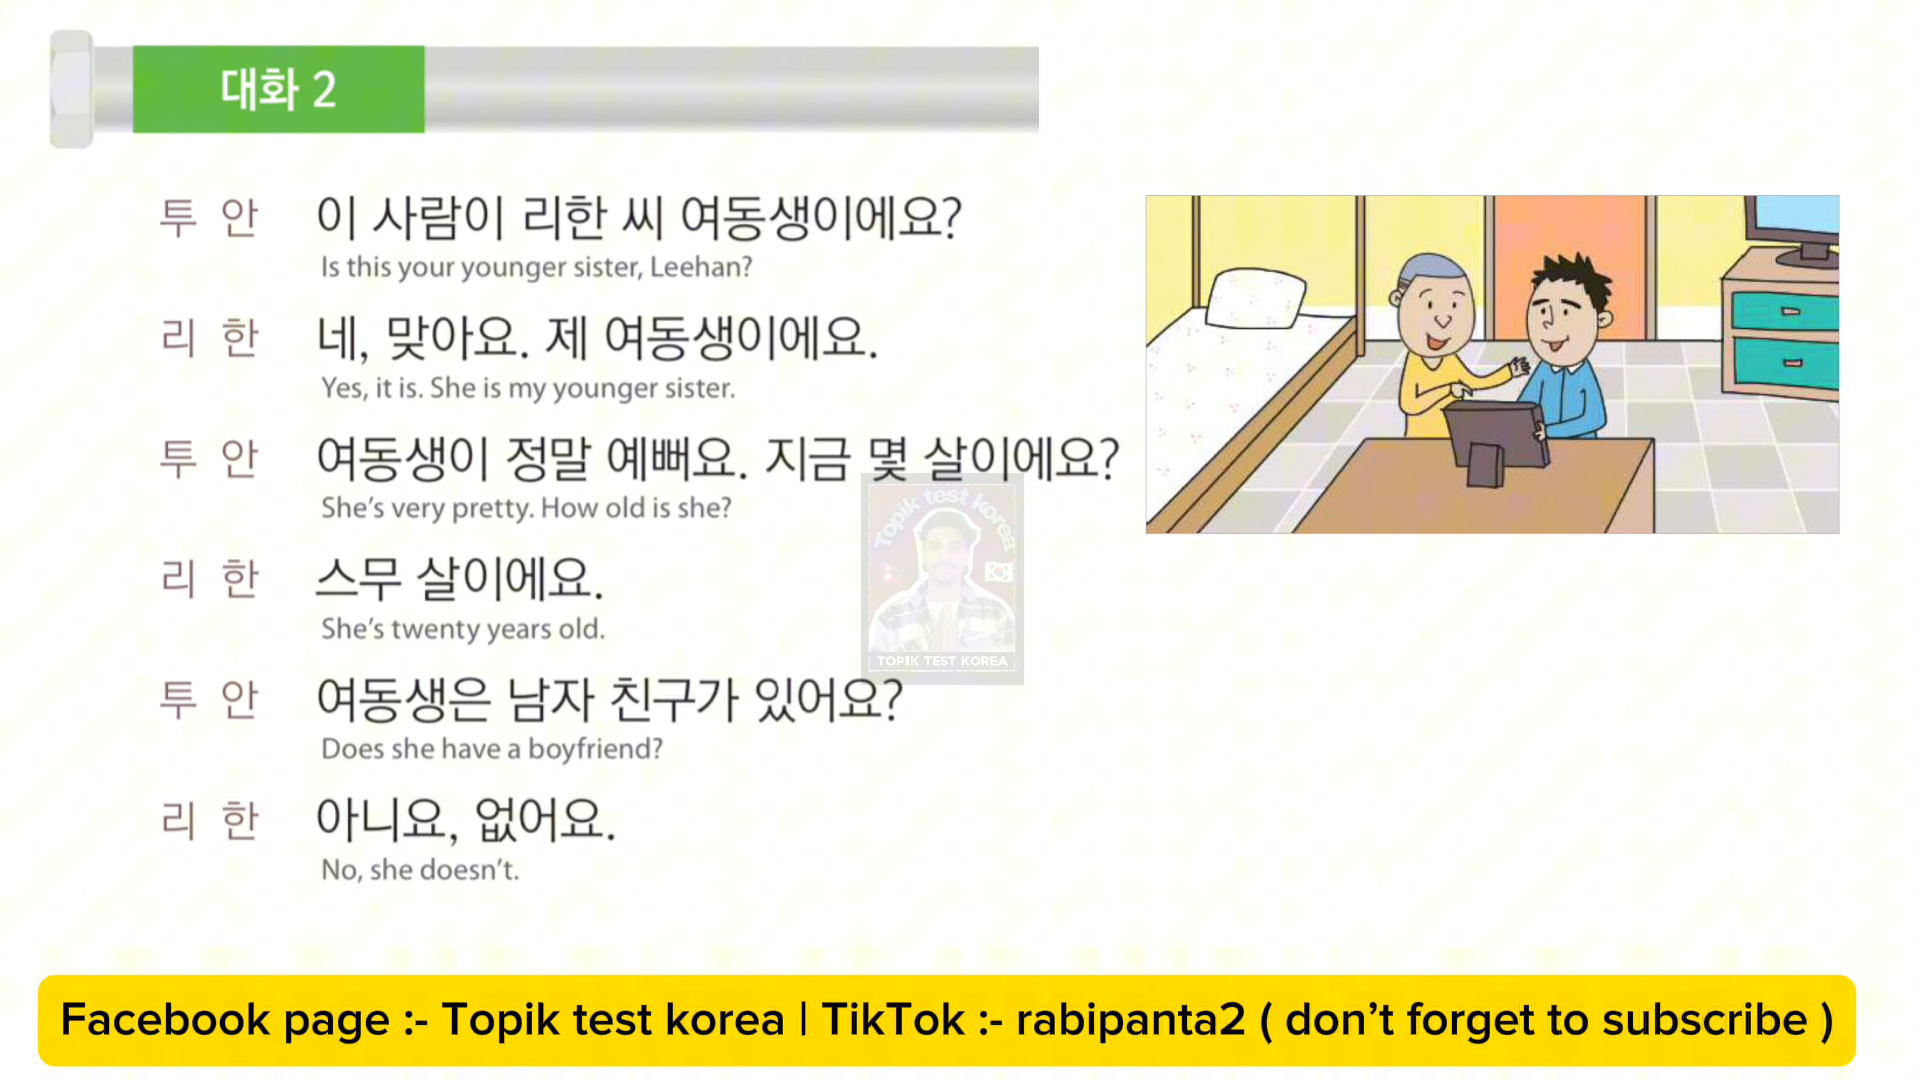 대화 2
투 안 이 사람이 리한 씨 여동생이에요?
Is this your younger sister, Leehan?
리 한 네, 맞아요. 제 여동생이에요.
Yes, it is. She is my younger sister.
투 안 여동생이 정말 예뻐요. 지금 몇 살이에요?
She's very pretty. How old is she?
리 한 스무 살이에요.
She's twenty years old.
Topik test korea
TOPIK TEST KOREA
투 안 여동생은 남자 친구가 있어요?
Does she have a boyfriend?
리 한 아니요, 없어요.
No, she doesn't.
Facebook page :- Topik test korea | TikTok :- rabipanta2 ( don't forget to subscribe )